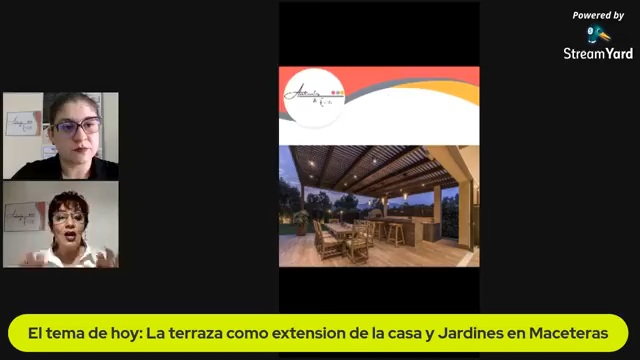 Powered by
StreamYard
El tema de hoy: La terraza como extension de la casa y Jardines en Maceteras